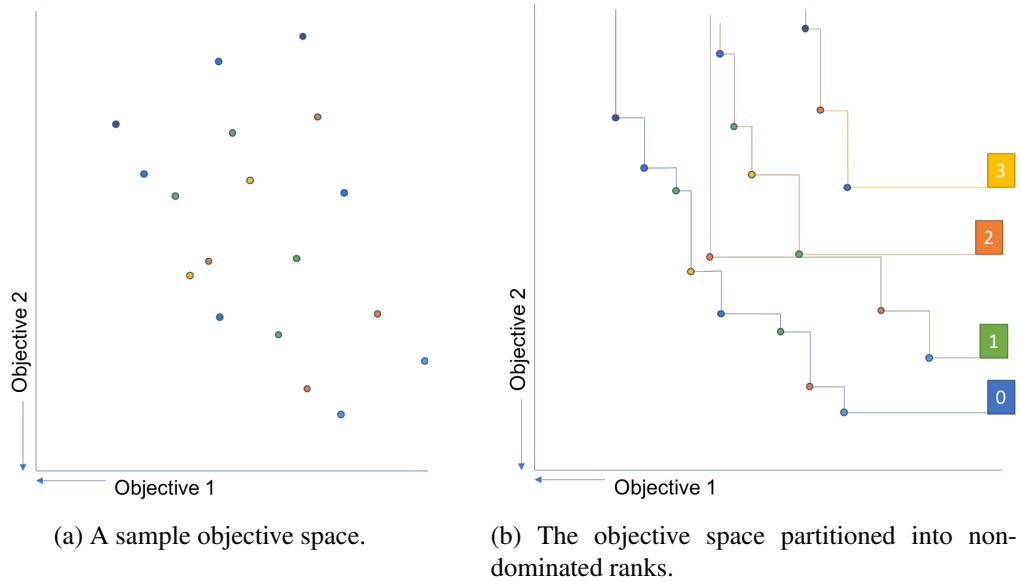 Objective 2
Objective 1
(a) A sample objective space.
3
2
1
0
Objective 2
Objective 1
(b) The objective space partitioned into non-
dominated ranks.